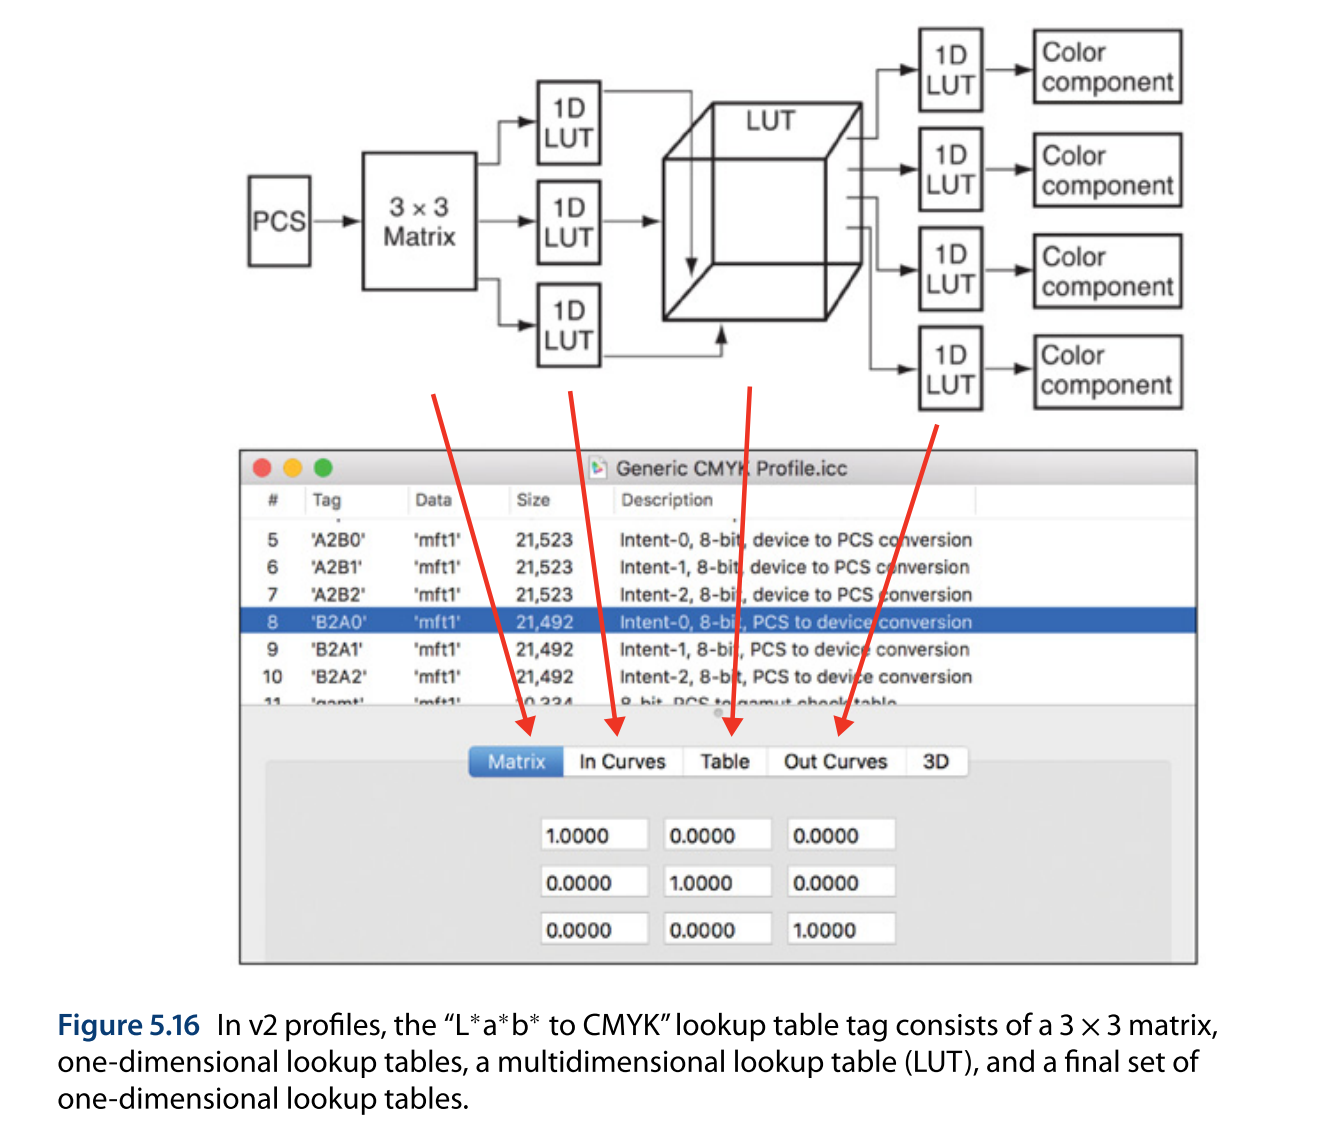 1D
LUT
Color
component
1D
LUT
LUT
1D
LUT
Color
component
3 × 3
Matrix
PCS
1D
LUT
1D
LUT
Color
component
1D
LUT
1D
LUT
Color
component
Generic CMYK Profile.icc
# Tag Data Size Description
5 'A2B0' 'mft1' 21,523 Intent-0, 8-bit, device to PCS conversion
6 'A2B1' 'mft1' 21,523 Intent-1, 8-bit, device to PCS conversion
7 'A2B2' 'mft1' 21,523 Intent-2, 8-bit, device to PCS conversion
8 'B2A0' 'mft1' 21,492 Intent-0, 8-bit, PCS to device conversion
9 'B2A1' 'mft1' 21,492 Intent-1, 8-bit, PCS to device conversion
10 'B2A2' 'mft1' 21,492 Intent-2, 8-bit, PCS to device conversion
11 'gamt' 'mft1' 8-bit, PCS to gamut check table
Matrix In Curves Table Out Curves 3D
1.0000 0.0000 0.0000
0.0000 1.0000 0.0000
0.0000 0.0000 1.0000
Figure 5.16 In v2 profiles, the “L*a*b* to CMYK” lookup table tag consists of a 3 × 3 matrix,
one-dimensional lookup tables, a multidimensional lookup table (LUT), and a final set of
one-dimensional lookup tables.